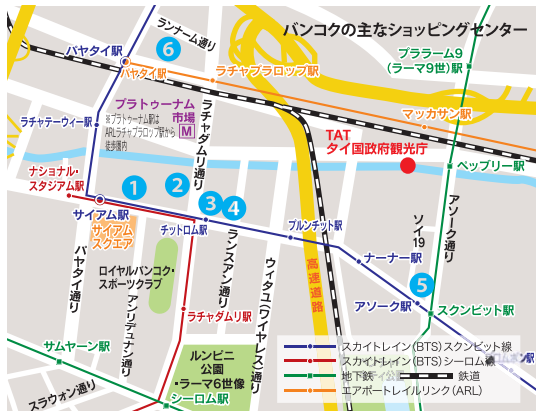 バンコクの主なショッピングセンター
ランナーム通り
6
パヤタイ駅
パヤタイ駅
ラチャプラロップ駅
プララーム9
(ラーマ9世)駅
プラトゥーナム
市場
※プラトゥーナム駅は
ARLラチャプラロップ駅から
徒歩圏内
M
ラチャダムリ通り
マッカサン駅
ラチャテーウィー駅
TAT
タイ国政府観光庁
ペッブリー駅
ナショナル・
スタジアム駅
1
2
3
4
サイアム駅
サイアム
スクエア
チットロム駅
プルンチット駅
アソーク通り
ソイ19
ナーナー駅
パヤタイ通り
ロイヤルバンコク・
スポーツクラブ
アンリデュナン通り
ランスアン通り
ウィタユ(ワイヤレス)通り
高速道路
5
アソーク駅
スクンビット駅
ラチャダムリ駅
サムヤーン駅
ルンピニ
公園
・ラーマ6世像
スラウォン通り
シーロム駅
スカイトレイン(BTS)スクンビット線
スカイトレイン(BTS)シーロム線
地下鉄
鉄道
エアポートレイルリンク(ARL)